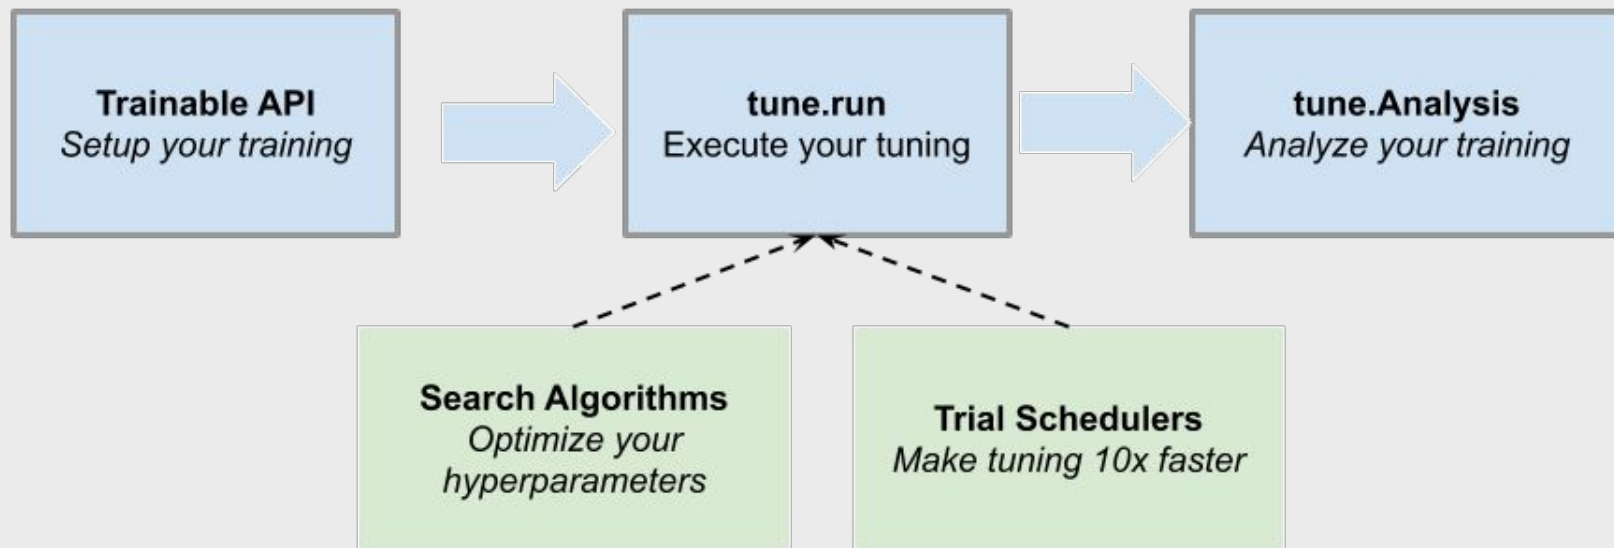 Trainable API
Setup your training
tune.run
Execute your tuning
tune.Analysis
Analyze your training
Search Algorithms
Optimize your
hyperparameters
Trial Schedulers
Make tuning 10x faster